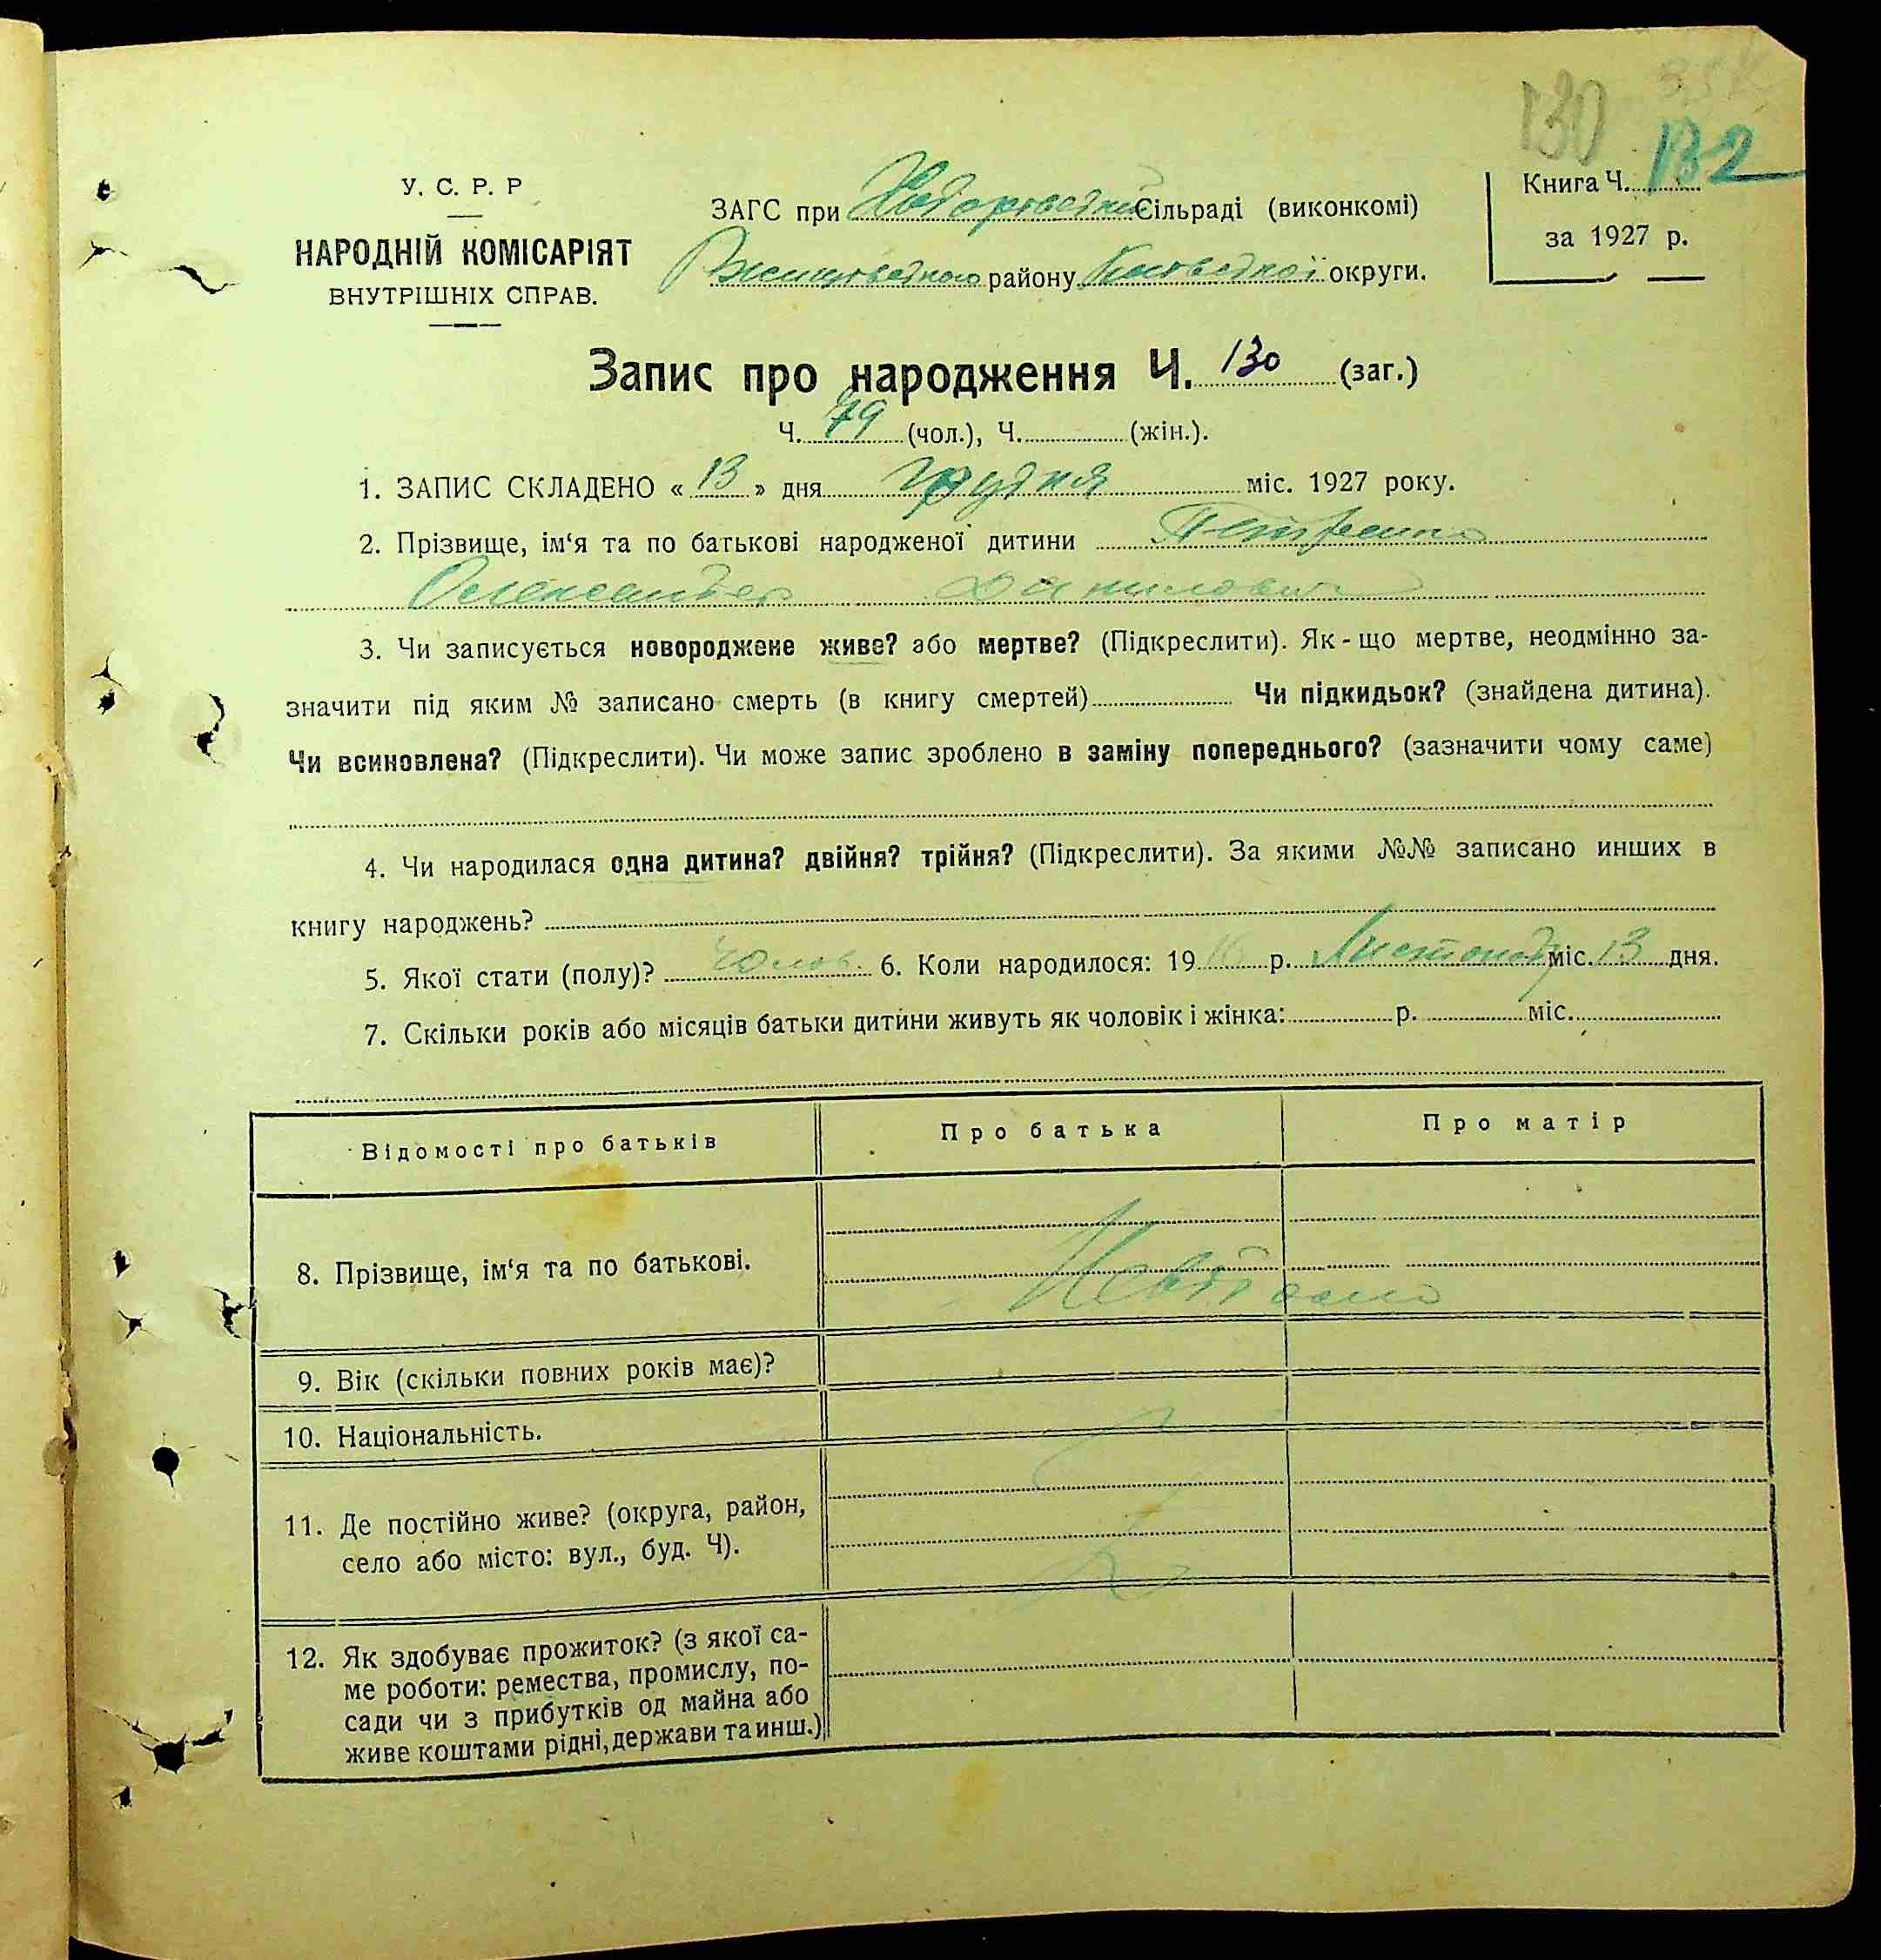 130
132
У. С. Р. Р
НАРОДНІЙ КОМІСАРІЯТ
ВНУТРІШНІХ СПРАВ.
ЗАГС при Сільраді (виконкомі)
району Київської округи.
Книга Ч.
за 1927 р.
Запис про народження Ч. 130 (заг.)
Ч. 79 (чол.), Ч. (жін.).
1. ЗАПИС СКЛАДЕНО « 13 » дня грудня міс. 1927 року.
2. Прізвище, ім‘я та по батькові народженої дитини Петренко
Олександер Данилович
3. Чи записується новороджене живе? або мертве? (Підкреслити). Як-що мертве, неодмінно за-
значити під яким № записано смерть (в книгу смертей) Чи підкидьок? (знайдена дитина).
Чи всиновлена? (Підкреслити). Чи може запис зроблено в заміну попереднього? (зазначити чому саме)
4. Чи народилася одна дитина? двійня? трійня? (Підкреслити). За якими №№ записано инших в
книгу народжень?
5. Якої стати (полу)? Чолов. 6. Коли народилося: 19 16 р. Листопад міс. 13 дня.
7. Скільки років або місяців батьки дитини живуть як чоловік і жінка: р. міс.
Відомості про батьків Про батька Про матір
8. Прізвище, ім‘я та по батькові.
9. Вік (скільки повних років має)?
10. Національність.
11. Де постійно живе? (округа, район,
село або місто: вул., буд. Ч).
12. Як здобуває прожиток? (з якої са-
ме роботи: ремества, промислу, по-
сади чи з прибутків од майна або
живе коштами рідні, держави та инш.)